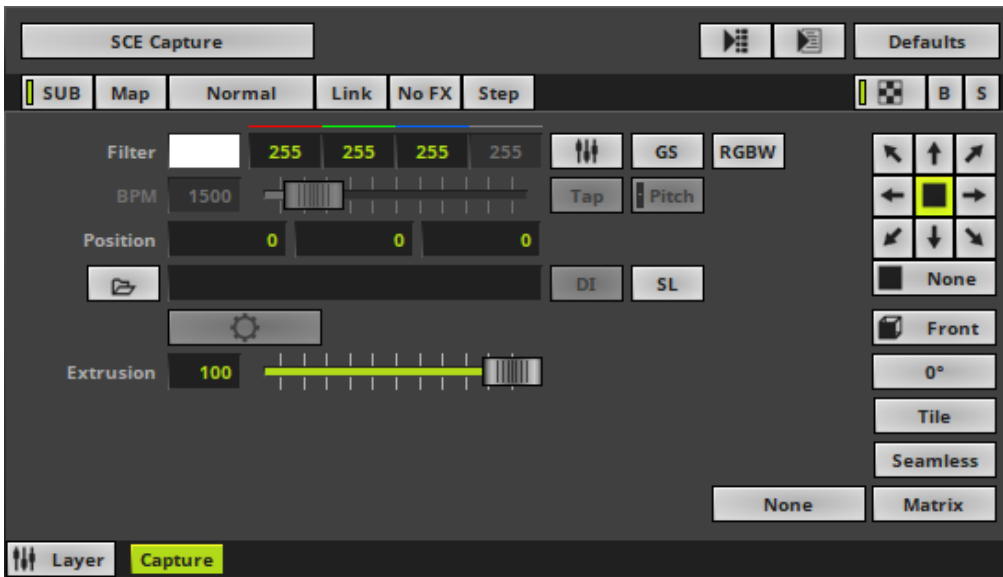 SCE Capture Defaults
SUB Map Normal Link No FX Step B S
Filter 255 255 255 255 GS RGBW
BPM 1500 Tap Pitch
Position 0 0 0
DI SL
None
Front
Extrusion 100 0°
Tile
Seamless
None Matrix
Layer Capture